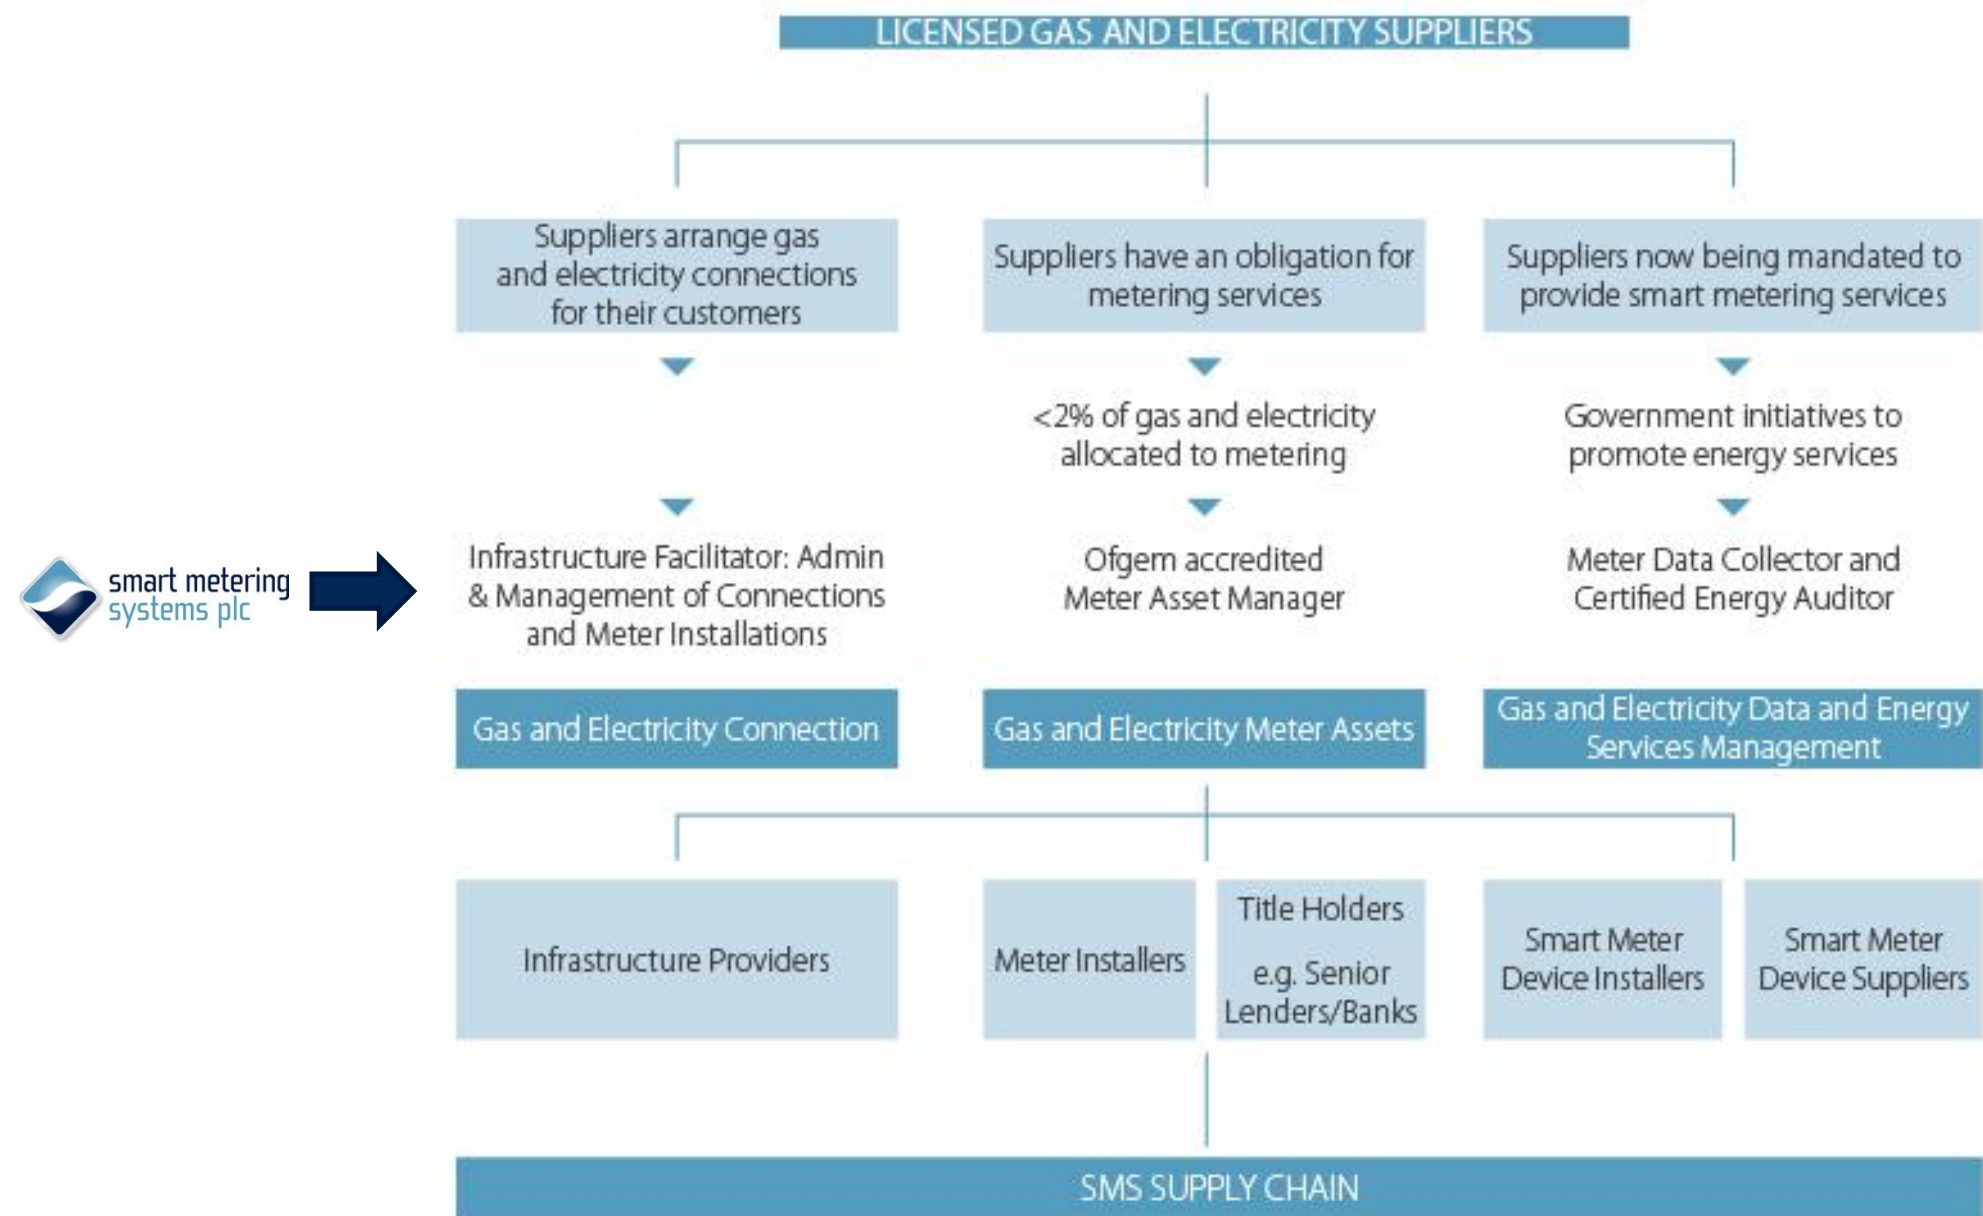 LICENSED GAS AND ELECTRICITY SUPPLIERS
Suppliers arrange gas
and electricity connections
for their customers
Suppliers have an obligation for
metering services
Suppliers now being mandated to
provide smart metering services
<2% of gas and electricity
allocated to metering
Government initiatives to
promote energy services
smart metering
systems plc
Infrastructure Facilitator: Admin
& Management of Connections
and Meter Installations
Ofgem accredited
Meter Asset Manager
Meter Data Collector and
Certified Energy Auditor
Gas and Electricity Connection
Gas and Electricity Meter Assets
Gas and Electricity Data and Energy
Services Management
Infrastructure Providers
Meter Installers
Title Holders
e.g. Senior
Lenders/Banks
Smart Meter
Device Installers
Smart Meter
Device Suppliers
SMS SUPPLY CHAIN